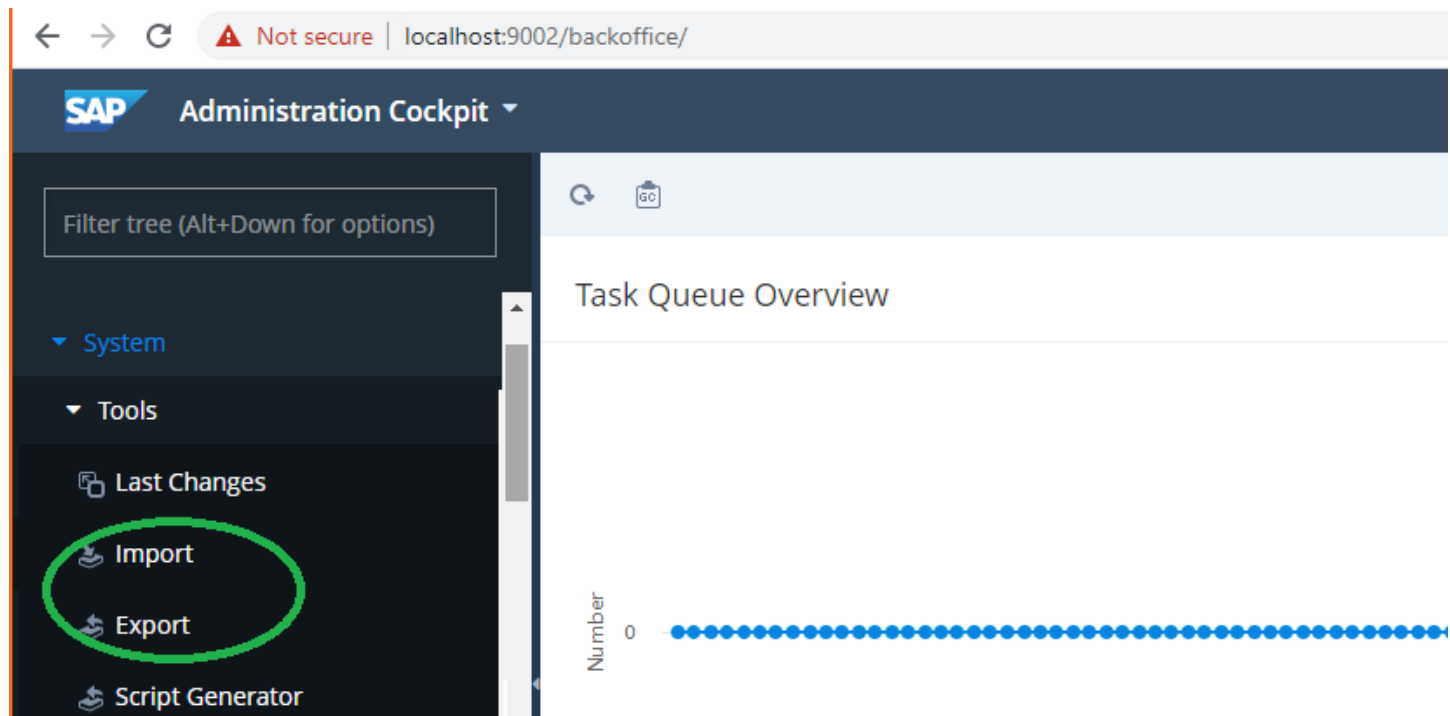 Not secure | localhost:9002/backoffice/
SAP Administration Cockpit
Filter tree (Alt+Down for options)
GC
Task Queue Overview
System
Tools
Last Changes
Import
Export
Script Generator
Number
0